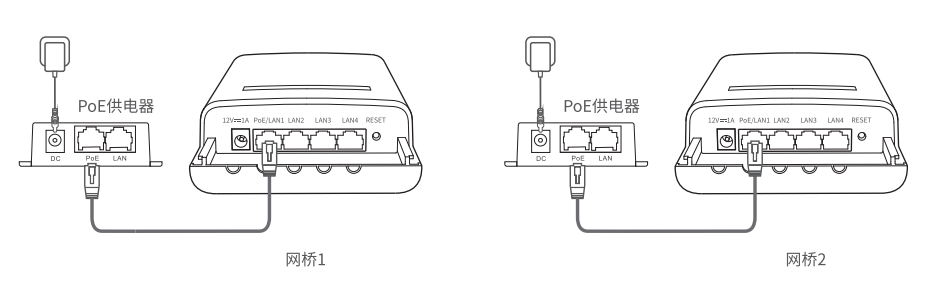 PoE供电器
12V⎓1A PoE/LAN1 LAN2 LAN3 LAN4 RESET
DC PoE LAN
网桥1
PoE供电器
12V⎓1A PoE/LAN1 LAN2 LAN3 LAN4 RESET
DC PoE LAN
网桥2